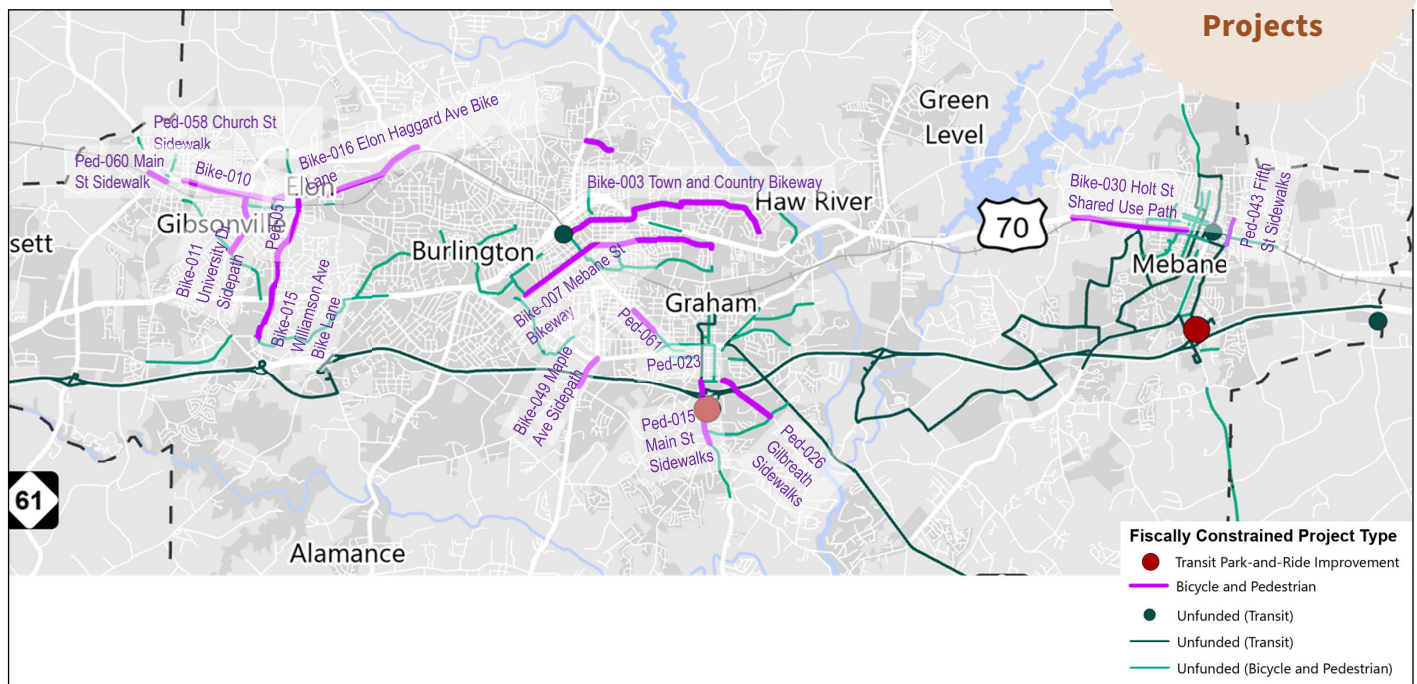 Projects
Green
Level
Ped-058 Church St
Sidewalk
Bike-016 Elon Haggard Ave Bike
Lane
Ped-060 Main
St Sidewalk
Bike-010
Elon
Bike-003 Town and Country Bikeway
Haw River
Bike-030 Holt St
Shared Use Path
Ped-043 Fifth
St Sidewalks
70
Gibsonville
sett
Ped-05
Bike-011
University Dr
Sidepath
Burlington
Mebane
Bike-015
Williamson Ave
Bike Lane
Bike-007 Mebane St
Bikeway
Graham
Ped-061
Ped-023
Bike-049 Maple
Ave Sidepath
Ped-015
Main St
Sidewalks
Ped-026
Gilbreath
Sidewalks
61
Alamance
Fiscally Constrained Project Type
Transit Park-and-Ride Improvement
Bicycle and Pedestrian
Unfunded (Transit)
Unfunded (Transit)
Unfunded (Bicycle and Pedestrian)